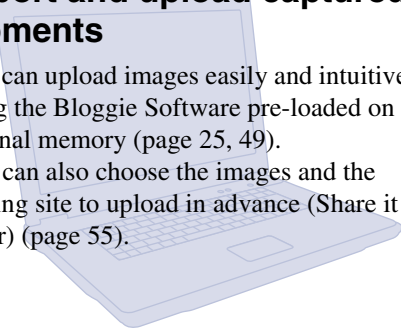 ort and upload captured
ments
can upload images easily and intuitive
g the Bloggie Software pre-loaded on
nal memory (page 25, 49).
can also choose the images and the
ing site to upload in advance (Share it
r) (page 55).